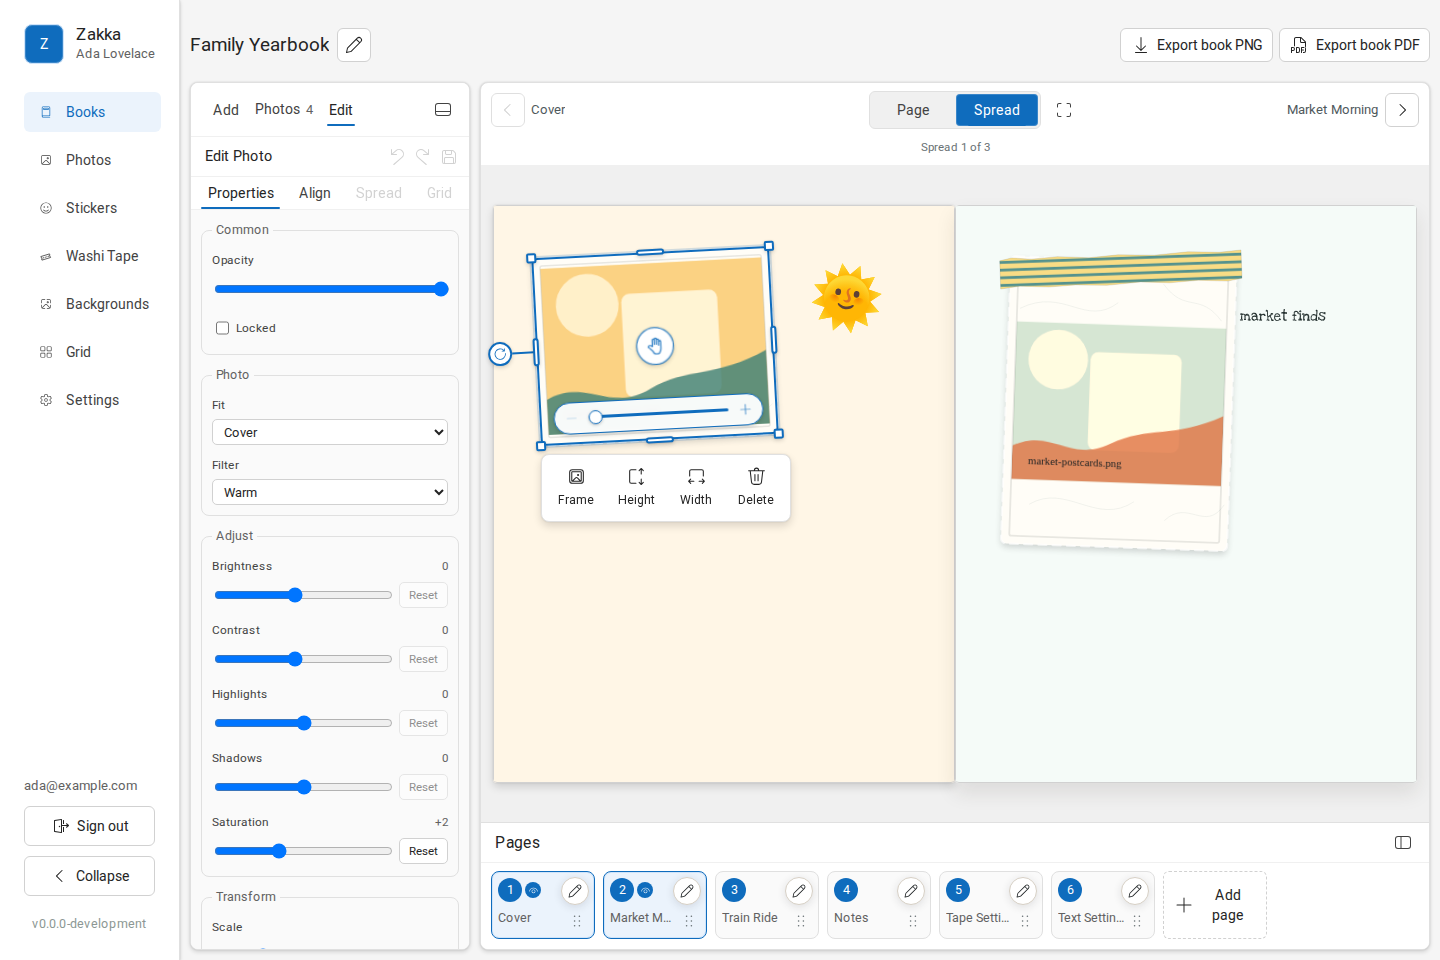 Z
Zakka
Ada Lovelace
Books
Photos
Stickers
Washi Tape
Backgrounds
Grid
Settings
ada@example.com
Sign out
Collapse
v0.0.0-development
Family Yearbook
Export book PNG
PDF
Export book PDF
Add
Photos 4
Edit
Edit Photo
Properties
Align
Spread
Grid
Common
Opacity
Locked
Photo
Fit
Cover
Filter
Warm
Adjust
Brightness 0
Reset
Contrast 0
Reset
Highlights 0
Reset
Shadows 0
Reset
Saturation +2
Reset
Transform
Scale
Cover
Page
Spread
Market Morning
Spread 1 of 3
Frame
Height
Width
Delete
market finds
market-postcards.png
Pages
1
Cover
2
Market M...
3
Train Ride
4
Notes
5
Tape Setti...
6
Text Settin...
Add
page